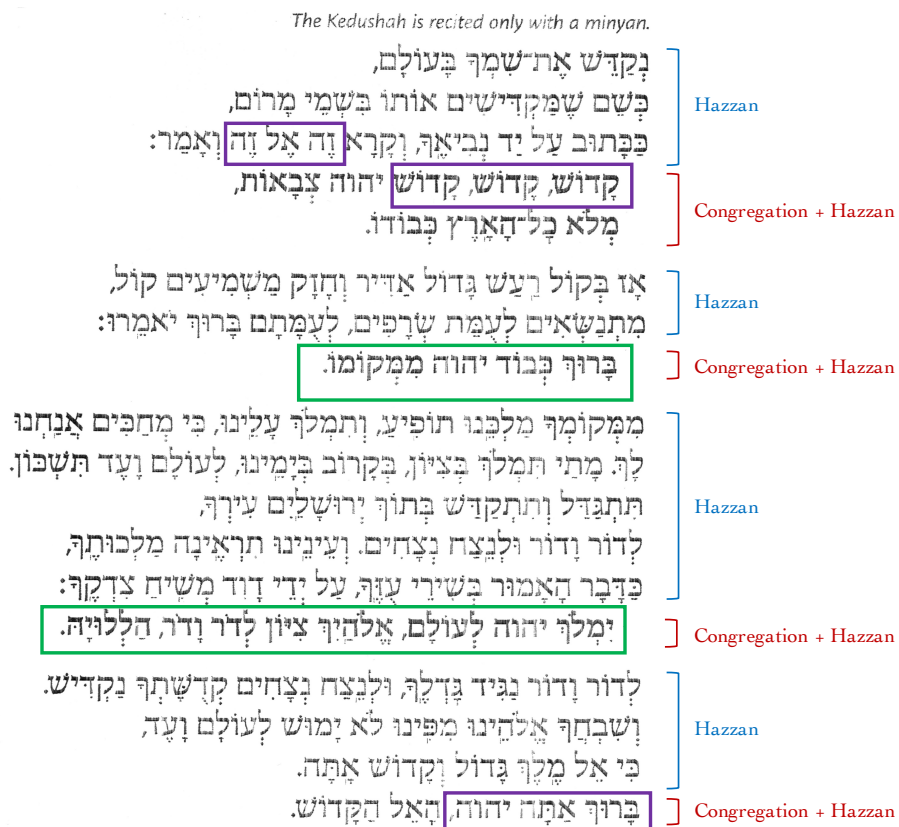 The Kedushah is recited only with a minyan.
נְקַדֵּשׁ אֶת־שִׁמְךָ בָּעוֹלָם,
כְּשֵׁם שֶׁמַּקְדִּישִׁים אוֹתוֹ בִּשְׁמֵי מָרוֹם,
Hazzan
כַּכָּתוּב עַל יַד נְבִיאֶךָ, וְקָרָא זֶה אֶל זֶה וְאָמַר:
קָדוֹשׁ, קָדוֹשׁ, קָדוֹשׁ יהוה צְבָאוֹת,
Congregation + Hazzan
מְלֹא כָל־הָאָרֶץ כְּבוֹדוֹ.
אָז בְּקוֹל רַעַשׁ גָּדוֹל אַדִּיר וְחָזָק מַשְׁמִיעִים קוֹל,
Hazzan
מִתְנַשְּׂאִים לְעֻמַּת שְׂרָפִים, לְעֻמָּתָם בָּרוּךְ יֹאמֵרוּ:
בָּרוּךְ כְּבוֹד יהוה מִמְּקוֹמוֹ.
Congregation + Hazzan
מִמְּקוֹמְךָ מַלְכֵּנוּ תוֹפִיעַ, וְתִמְלֹךְ עָלֵינוּ, כִּי מְחַכִּים אֲנַחְנוּ
לָךְ. מָתַי תִּמְלֹךְ בְּצִיּוֹן, בְּקָרוֹב בְּיָמֵינוּ, לְעוֹלָם וָעֶד תִּשְׁכּוֹן.
תִּתְגַּדַּל וְתִתְקַדַּשׁ בְּתוֹךְ יְרוּשָׁלַיִם עִירְךָ,
Hazzan
לְדוֹר וָדוֹר וּלְנֵצַח נְצָחִים. וְעֵינֵינוּ תִרְאֶינָה מַלְכוּתֶךָ,
כַּדָּבָר הָאָמוּר בְּשִׁירֵי עֻזֶּךָ, עַל יְדֵי דָוִד מְשִׁיחַ צִדְקֶךָ:
יִמְלֹךְ יהוה לְעוֹלָם, אֱלֹהַיִךְ צִיּוֹן לְדֹר וָדֹר, הַלְלוּיָהּ.
Congregation + Hazzan
לְדוֹר וָדוֹר נַגִּיד גָּדְלֶךָ, וּלְנֵצַח נְצָחִים קְדֻשָּׁתְךָ נַקְדִּישׁ.
וְשִׁבְחֲךָ אֱלֹהֵינוּ מִפִּינוּ לֹא יָמוּשׁ לְעוֹלָם וָעֶד,
Hazzan
כִּי אֵל מֶלֶךְ גָּדוֹל וְקָדוֹשׁ אָתָּה.
בָּרוּךְ אַתָּה יהוה, הָאֵל הַקָּדוֹשׁ.
Congregation + Hazzan